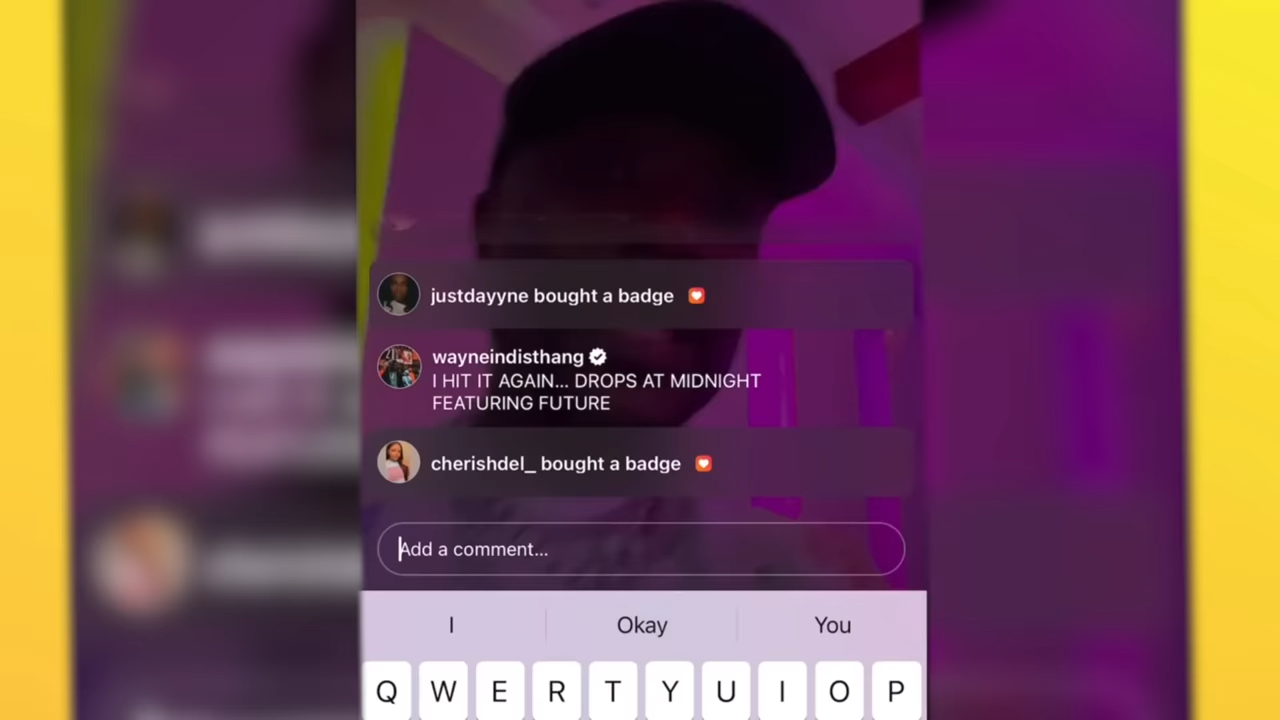 justdayyne bought a badge
wayneindisthang
I HIT IT AGAIN... DROPS AT MIDNIGHT
FEATURING FUTURE
cherishdel_ bought a badge
Add a comment...
I Okay You
Q W E R T Y U I O P